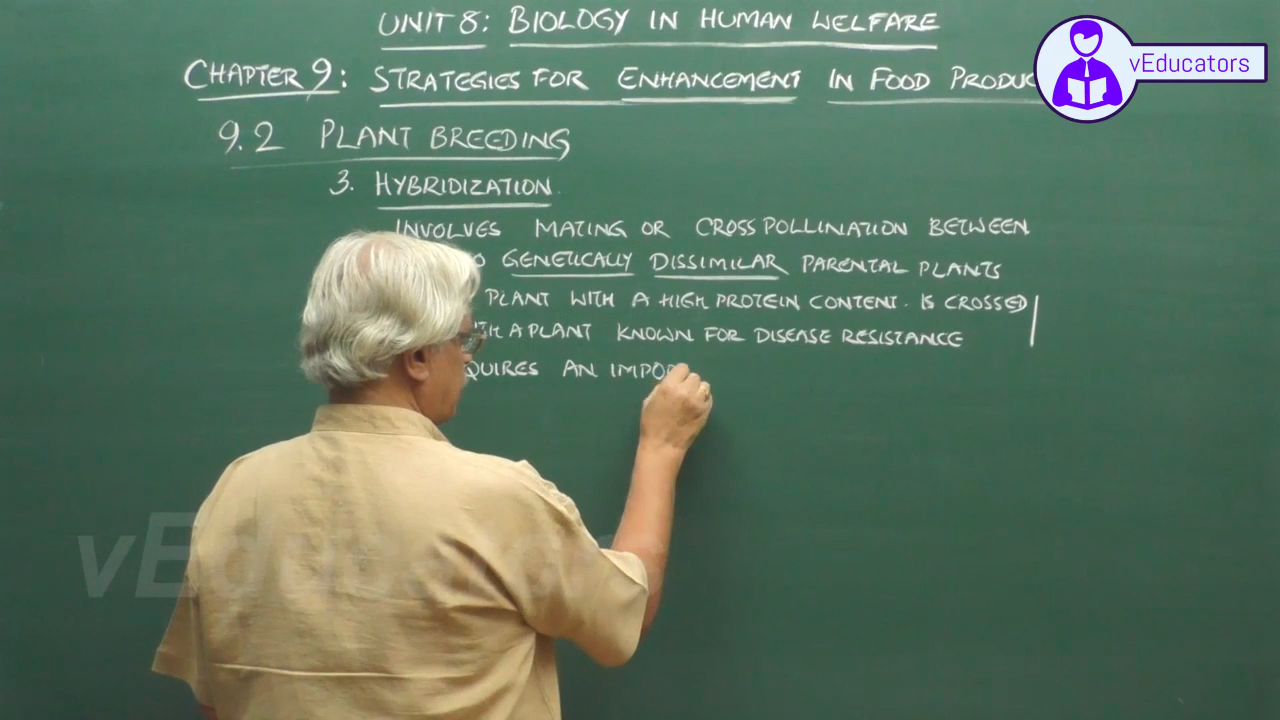 UNIT 8: BIOLOGY IN HUMAN WELFARE
CHAPTER 9: STRATEGIES FOR ENHANCEMENT IN FOOD PRODUC
vEducators
9.2 PLANT BREEDING
3. HYBRIDIZATION
INVOLVES MATING OR CROSS POLLINATION BETWEEN
O GENETICALLY DISSIMILAR PARENTAL PLANTS
PLANT WITH A HIGH PROTEIN CONTENT. IS CROSSED
TH A PLANT KNOWN FOR DISEASE RESISTANCE
QUIRES AN IMPO